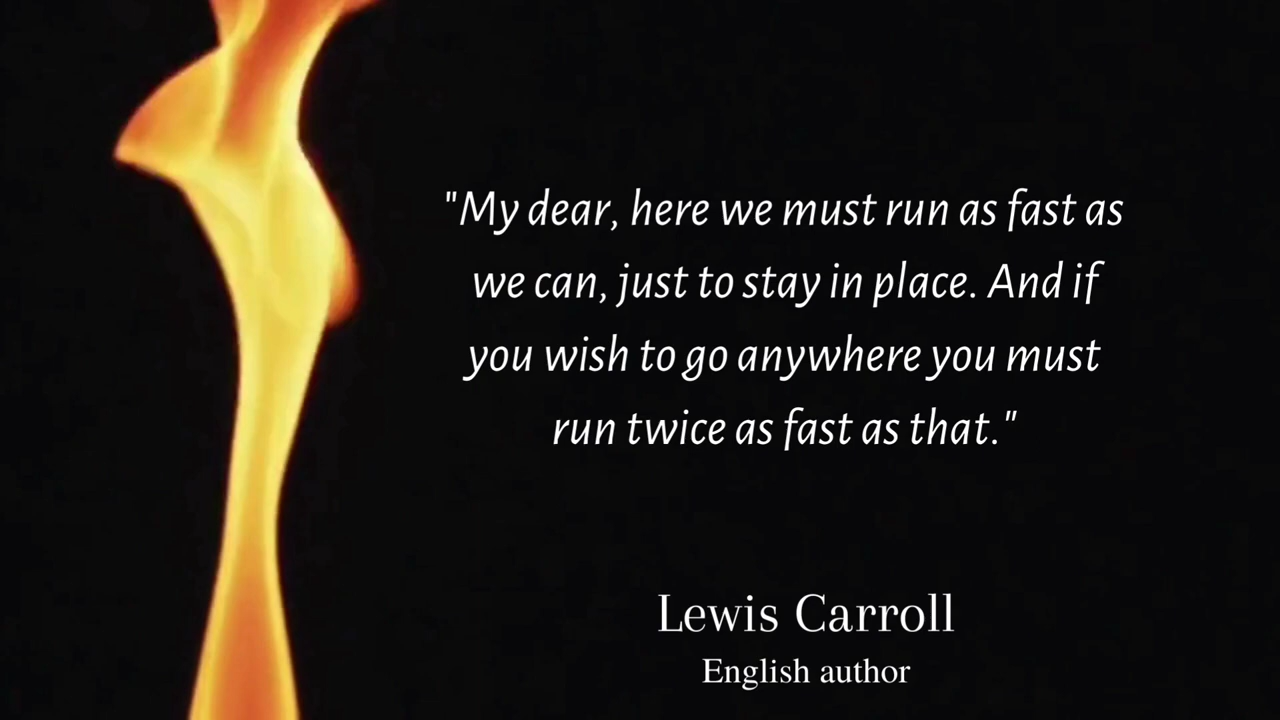 "My dear, here we must run as fast as
we can, just to stay in place. And if
you wish to go anywhere you must
run twice as fast as that."
Lewis Carroll
English author